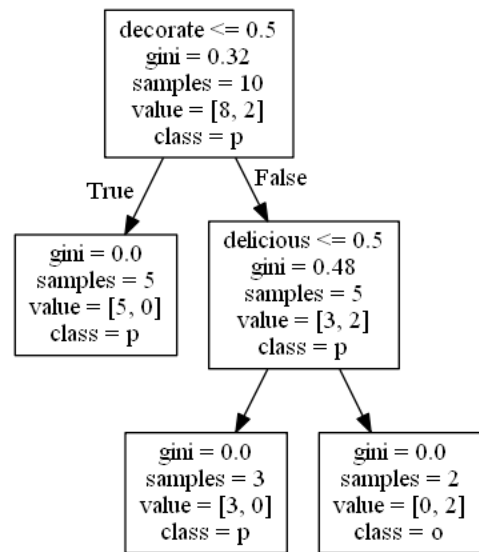 decorate <= 0.5
gini = 0.32
samples = 10
value = [8, 2]
class = p
True
False
gini = 0.0
samples = 5
value = [5, 0]
class = p
delicious <= 0.5
gini = 0.48
samples = 5
value = [3, 2]
class = p
gini = 0.0
samples = 3
value = [3, 0]
class = p
gini = 0.0
samples = 2
value = [0, 2]
class = o